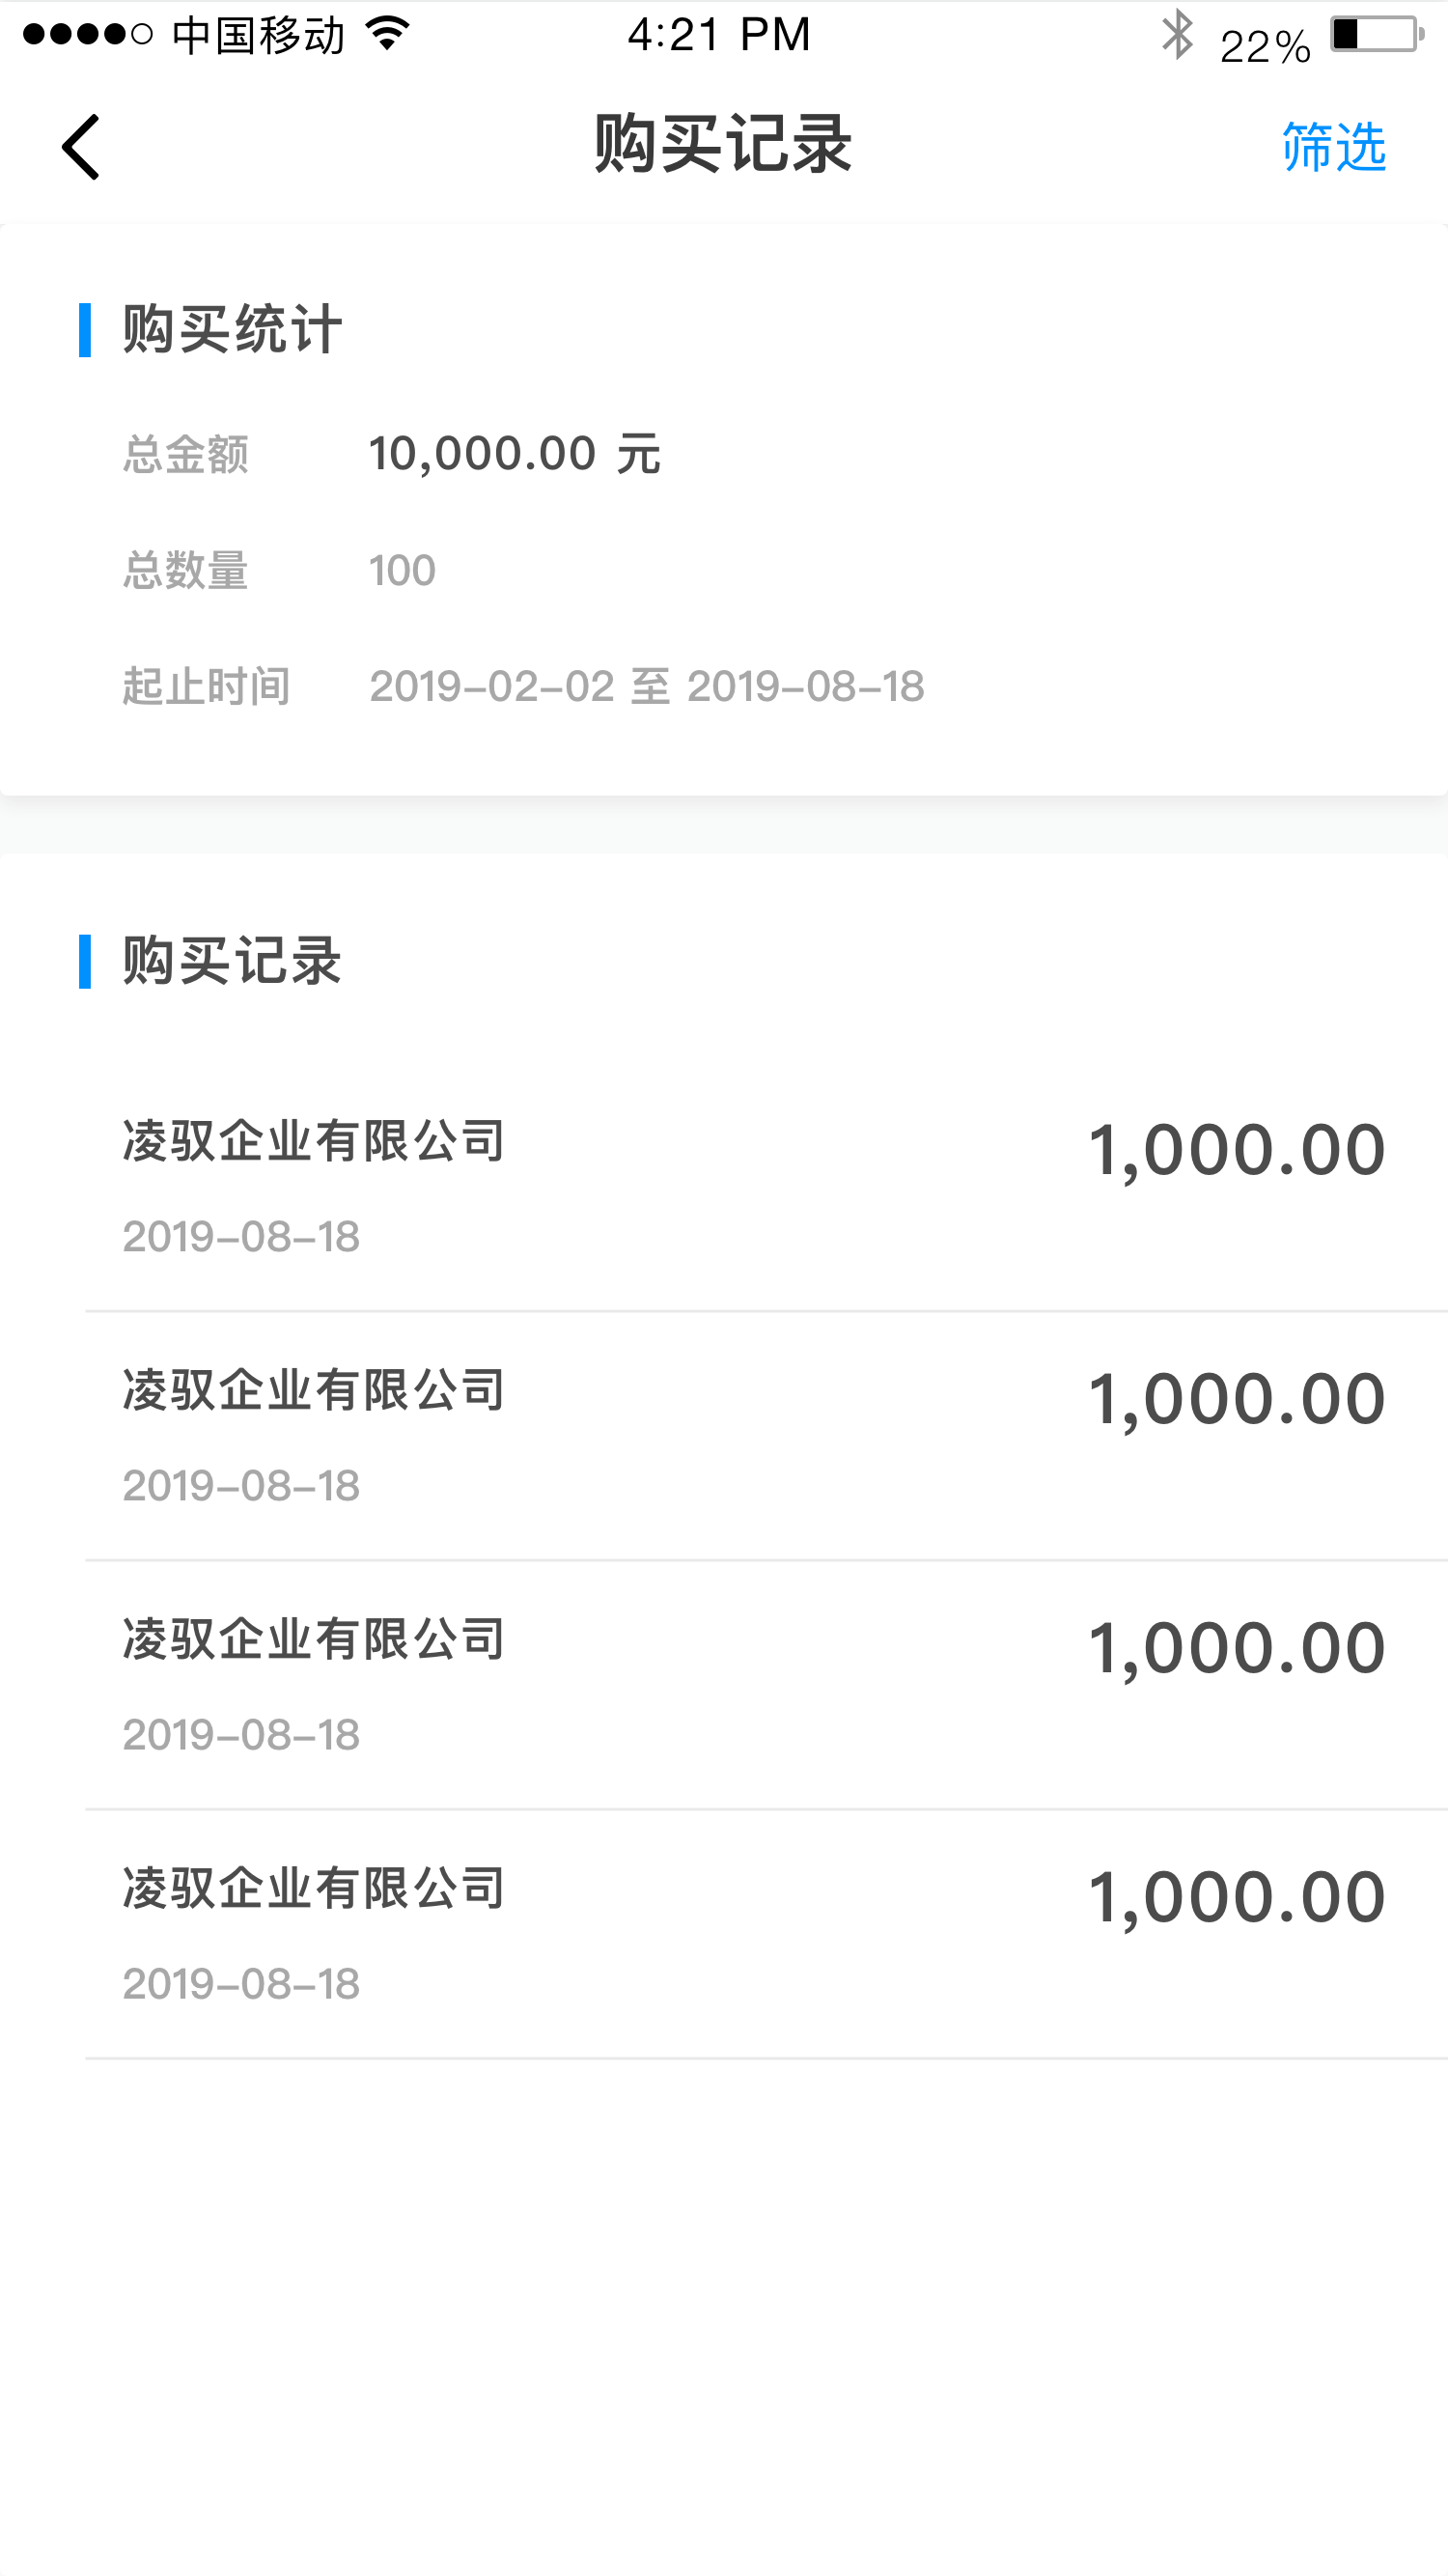 中国移动 4:21 PM 22%
购买记录 筛选
购买统计
总金额 10,000.00 元
总数量 100
起止时间 2019-02-02 至 2019-08-18
购买记录
凌驭企业有限公司 1,000.00
2019-08-18
凌驭企业有限公司 1,000.00
2019-08-18
凌驭企业有限公司 1,000.00
2019-08-18
凌驭企业有限公司 1,000.00
2019-08-18